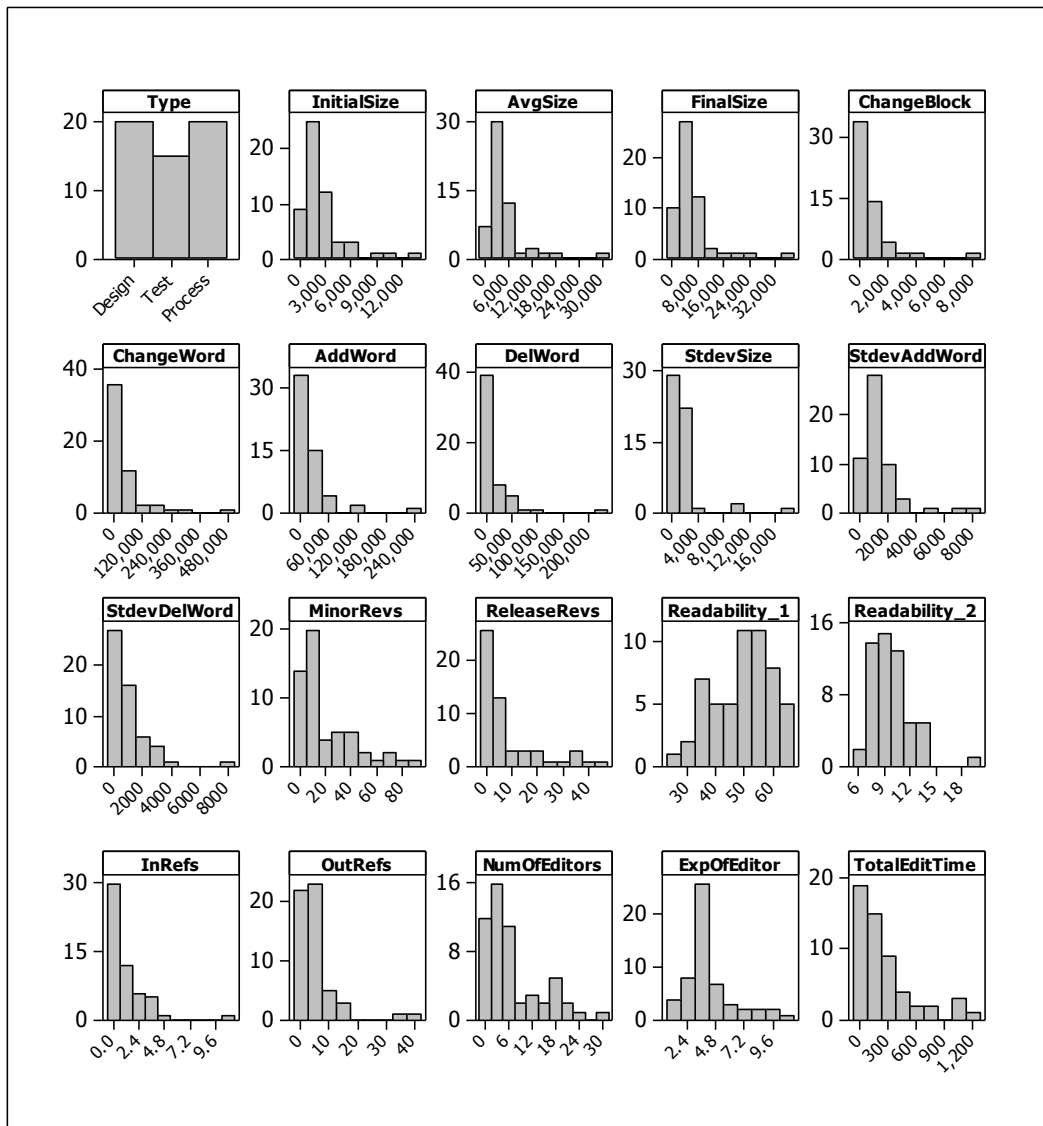 Type InitialSize AvgSize FinalSize ChangeBlock
20
10
0
Design Test Process
20
10
0
0 3,000 6,000 9,000 12,000
30
15
0
0 6,000 12,000 18,000 24,000 30,000
20
10
0
0 8,000 16,000 24,000 32,000
30
15
0
0 2,000 4,000 6,000 8,000
ChangeWord AddWord DelWord StdevSize StdevAddWord
40
20
0
0 120,000 240,000 360,000 480,000
30
15
0
0 60,000 120,000 180,000 240,000
40
20
0
0 50,000 100,000 150,000 200,000
30
15
0
0 4,000 8,000 12,000 16,000
20
10
0
0 2000 4000 6000 8000
StdevDelWord MinorRevs ReleaseRevs Readability_1 Readability_2
20
10
0
0 2000 4000 6000 8000
20
10
0
0 20 40 60 80
20
10
0
0 10 20 30 40
10
5
0
30 40 50 60
16
8
0
6 9 12 15 18
InRefs OutRefs NumOfEditors ExpOfEditor TotalEditTime
30
15
0
0.0 2.4 4.8 7.2 9.6
20
10
0
0 10 20 30 40
16
8
0
0 6 12 18 24 30
20
10
0
2.4 4.8 7.2 9.6
20
10
0
0 300 600 900 1,200